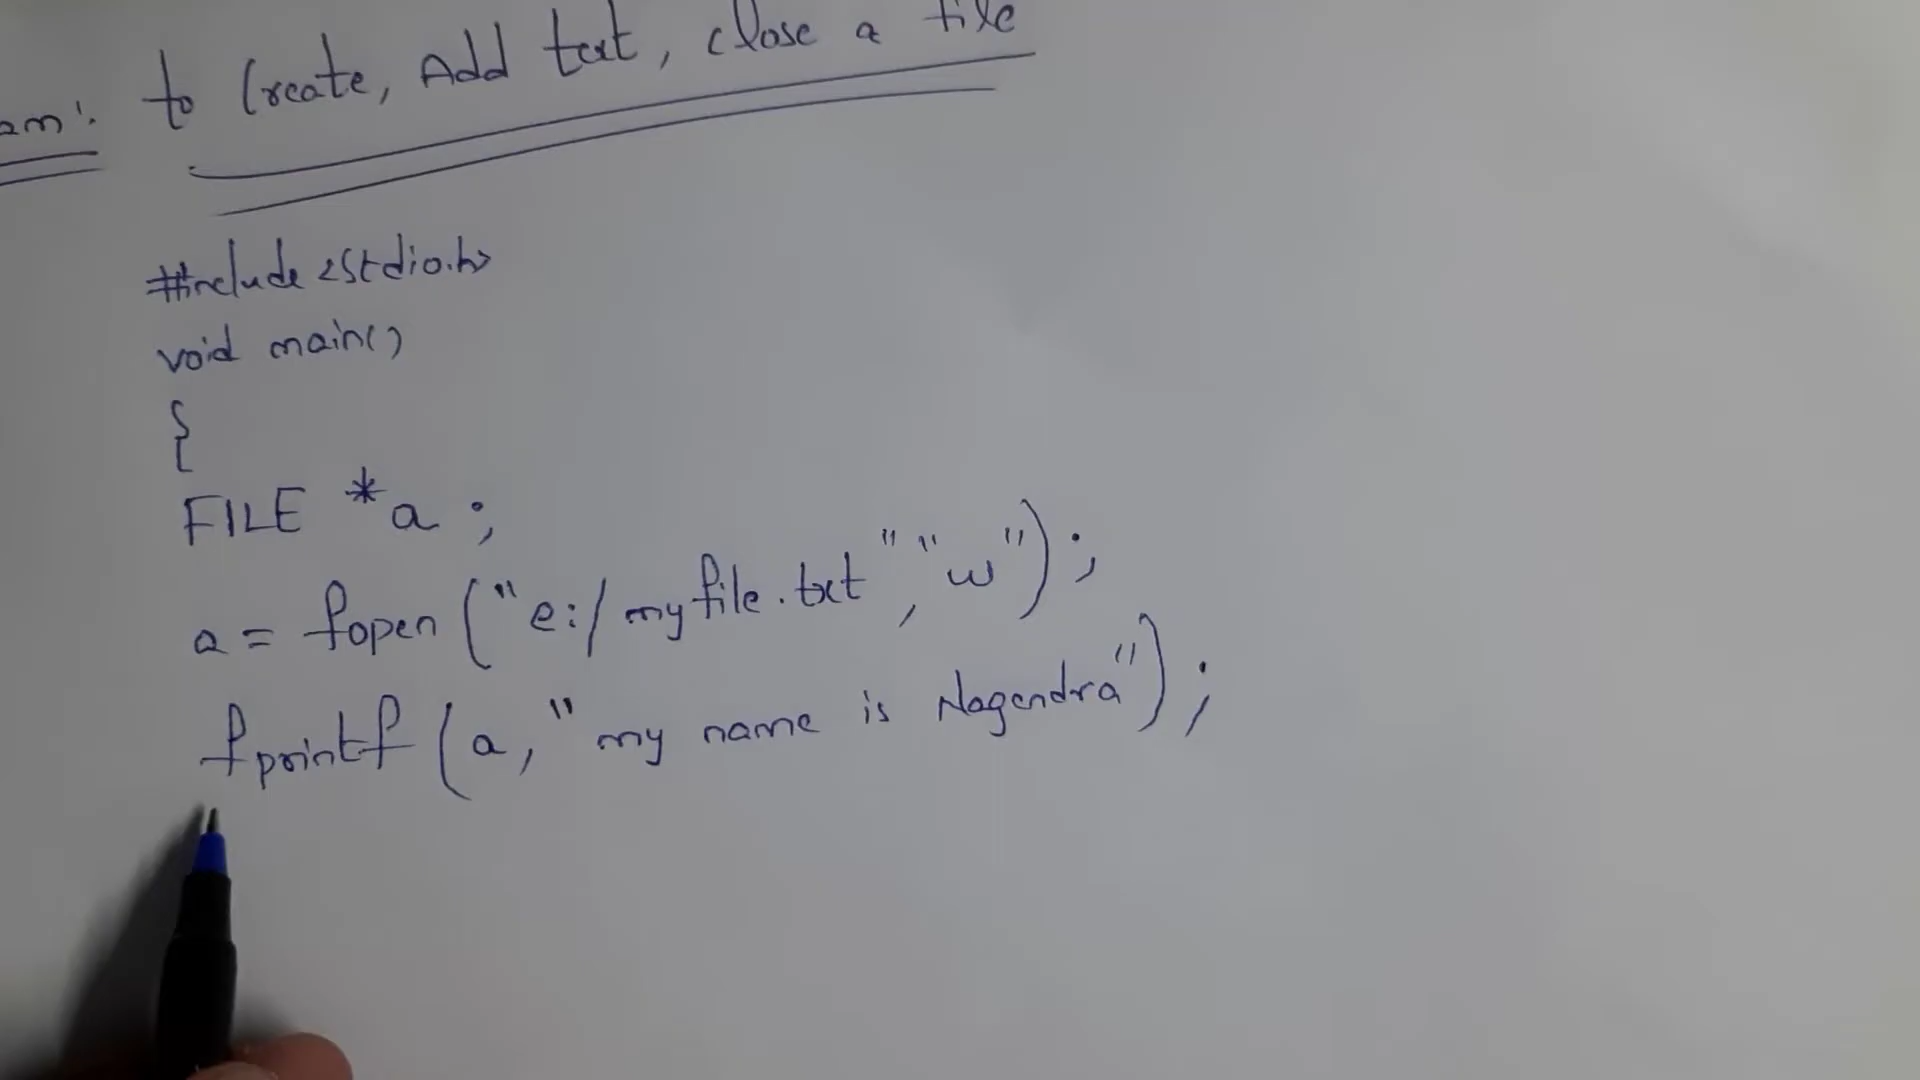 to Create, Add text, close a file
am:
#include <stdio.h>
void main()
{
FILE *a ;
a = fopen ("e:/myfile.txt","w");
fprintf (a, "my name is Nagendra");